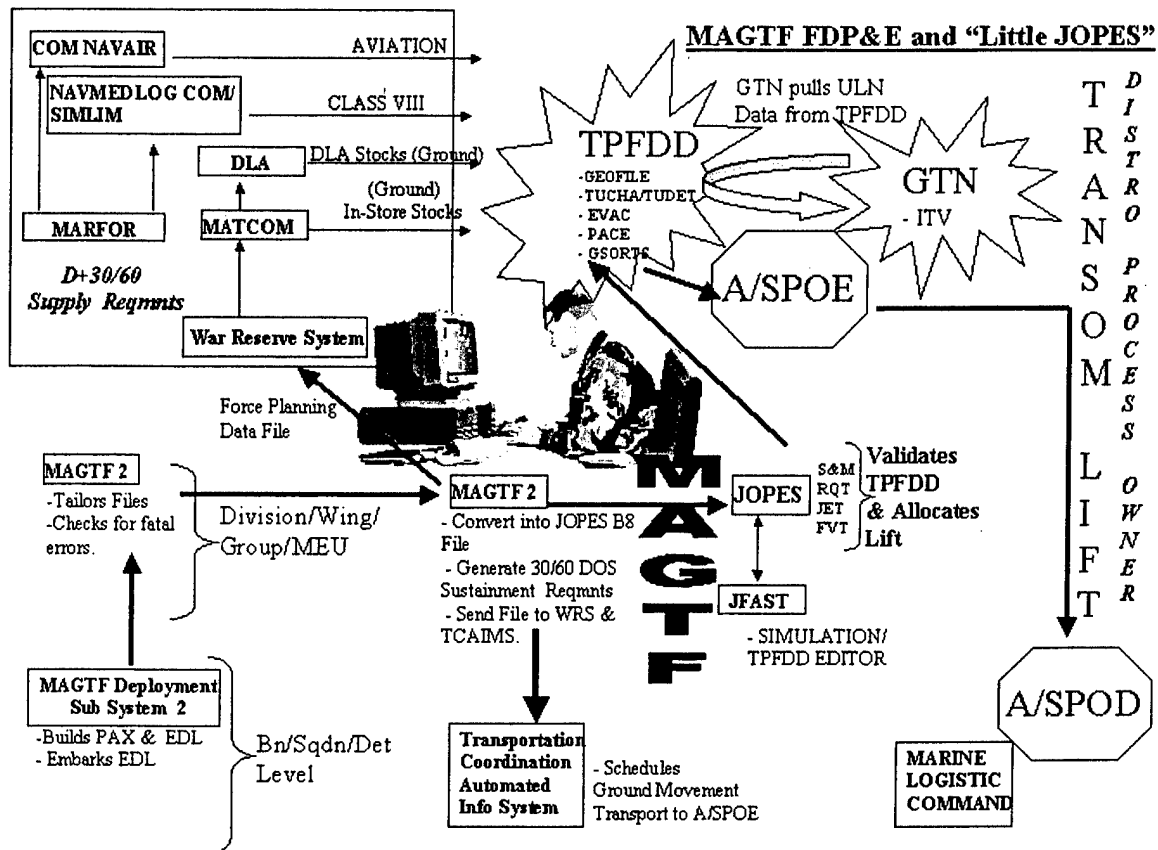 MAGTF FDP&E and “Little JOPES”
COM NAVAIR
AVIATION
NAVMEDLOG COM/
SIMLIM
CLASS VIII
DLA
DLA Stocks (Ground)
(Ground)
In-Store Stocks
MARFOR
MATCOM
D+30/60
Supply Reqmnts
War Reserve System
TPFDD
-GEOFILE
-TUCHA/TUDET
- EVAC
- PACE
- GSORTS
GTN pulls ULN
Data from TPFDD
GTN
- ITV
A/SPOE
TRANSOM LIFT
DISTRO PROCESS OWNER
Force Planning
Data File
MAGTF 2
-Tailors Files
-Checks for fatal
errors.
Division/Wing/
Group/MEU
MAGTF 2
- Convert into JOPES B8
File
- Generate 30/60 DOS
Sustainment Reqmnts
- Send File to WRS &
TCAIMS.
MAGTF
JOPES
S&M
RQT
JET
FVT
Validates
TPFDD
& Allocates
Lift
JFAST
- SIMULATION/
TPFDD EDITOR
MAGTF Deployment
Sub System 2
-Builds PAX & EDL
- Embarks EDL
Bn/Sqdn/Det
Level
Transportation
Coordination
Automated
Info System
- Schedules
Ground Movement
Transport to A/SPOE
A/SPOD
MARINE
LOGISTIC
COMMAND